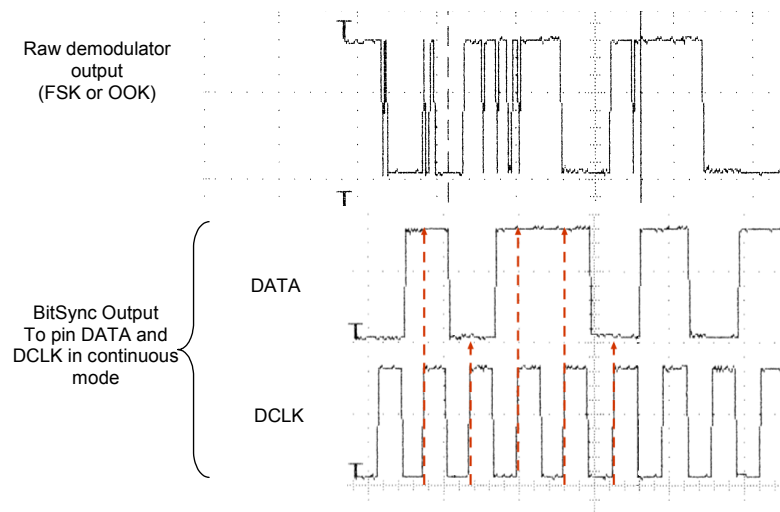 Raw demodulator
output
(FSK or OOK)
DATA
BitSync Output
To pin DATA and
DCLK in continuous
mode
DCLK